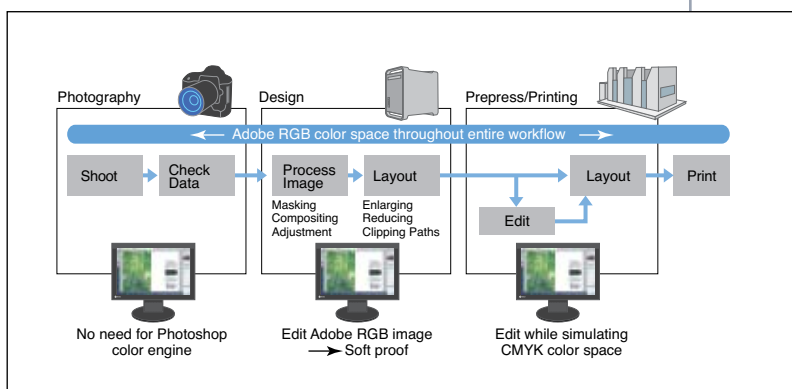 Photography
Design
Prepress/Printing
Adobe RGB color space throughout entire workflow
Shoot
Check
Data
Process
Image
Layout
Layout
Print
Masking
Compositing
Adjustment
Enlarging
Reducing
Clipping Paths
Edit
No need for Photoshop
color engine
Edit Adobe RGB image
Soft proof
Edit while simulating
CMYK color space